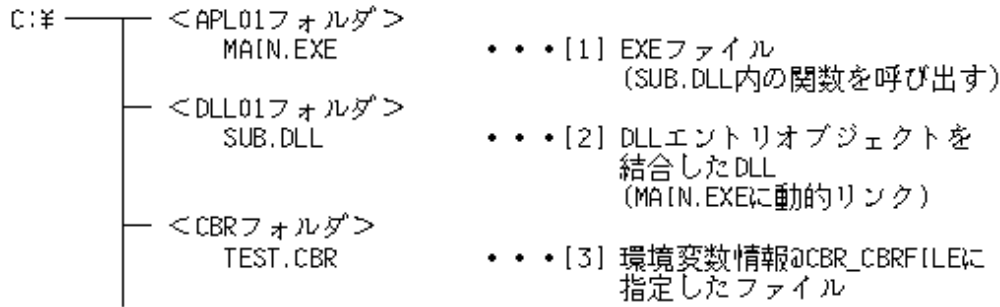 C:¥ ＜APL01フォルダ＞
MAIN.EXE ・・・[1] EXEファイル
(SUB.DLL内の関数を呼び出す)
＜DLL01フォルダ＞
SUB.DLL ・・・[2] DLLエントリオブジェクトを
結合したDLL
(MAIN.EXEに動的リンク)
＜CBRフォルダ＞
TEST.CBR ・・・[3] 環境変数情報@CBR_CBRFILEに
指定したファイル